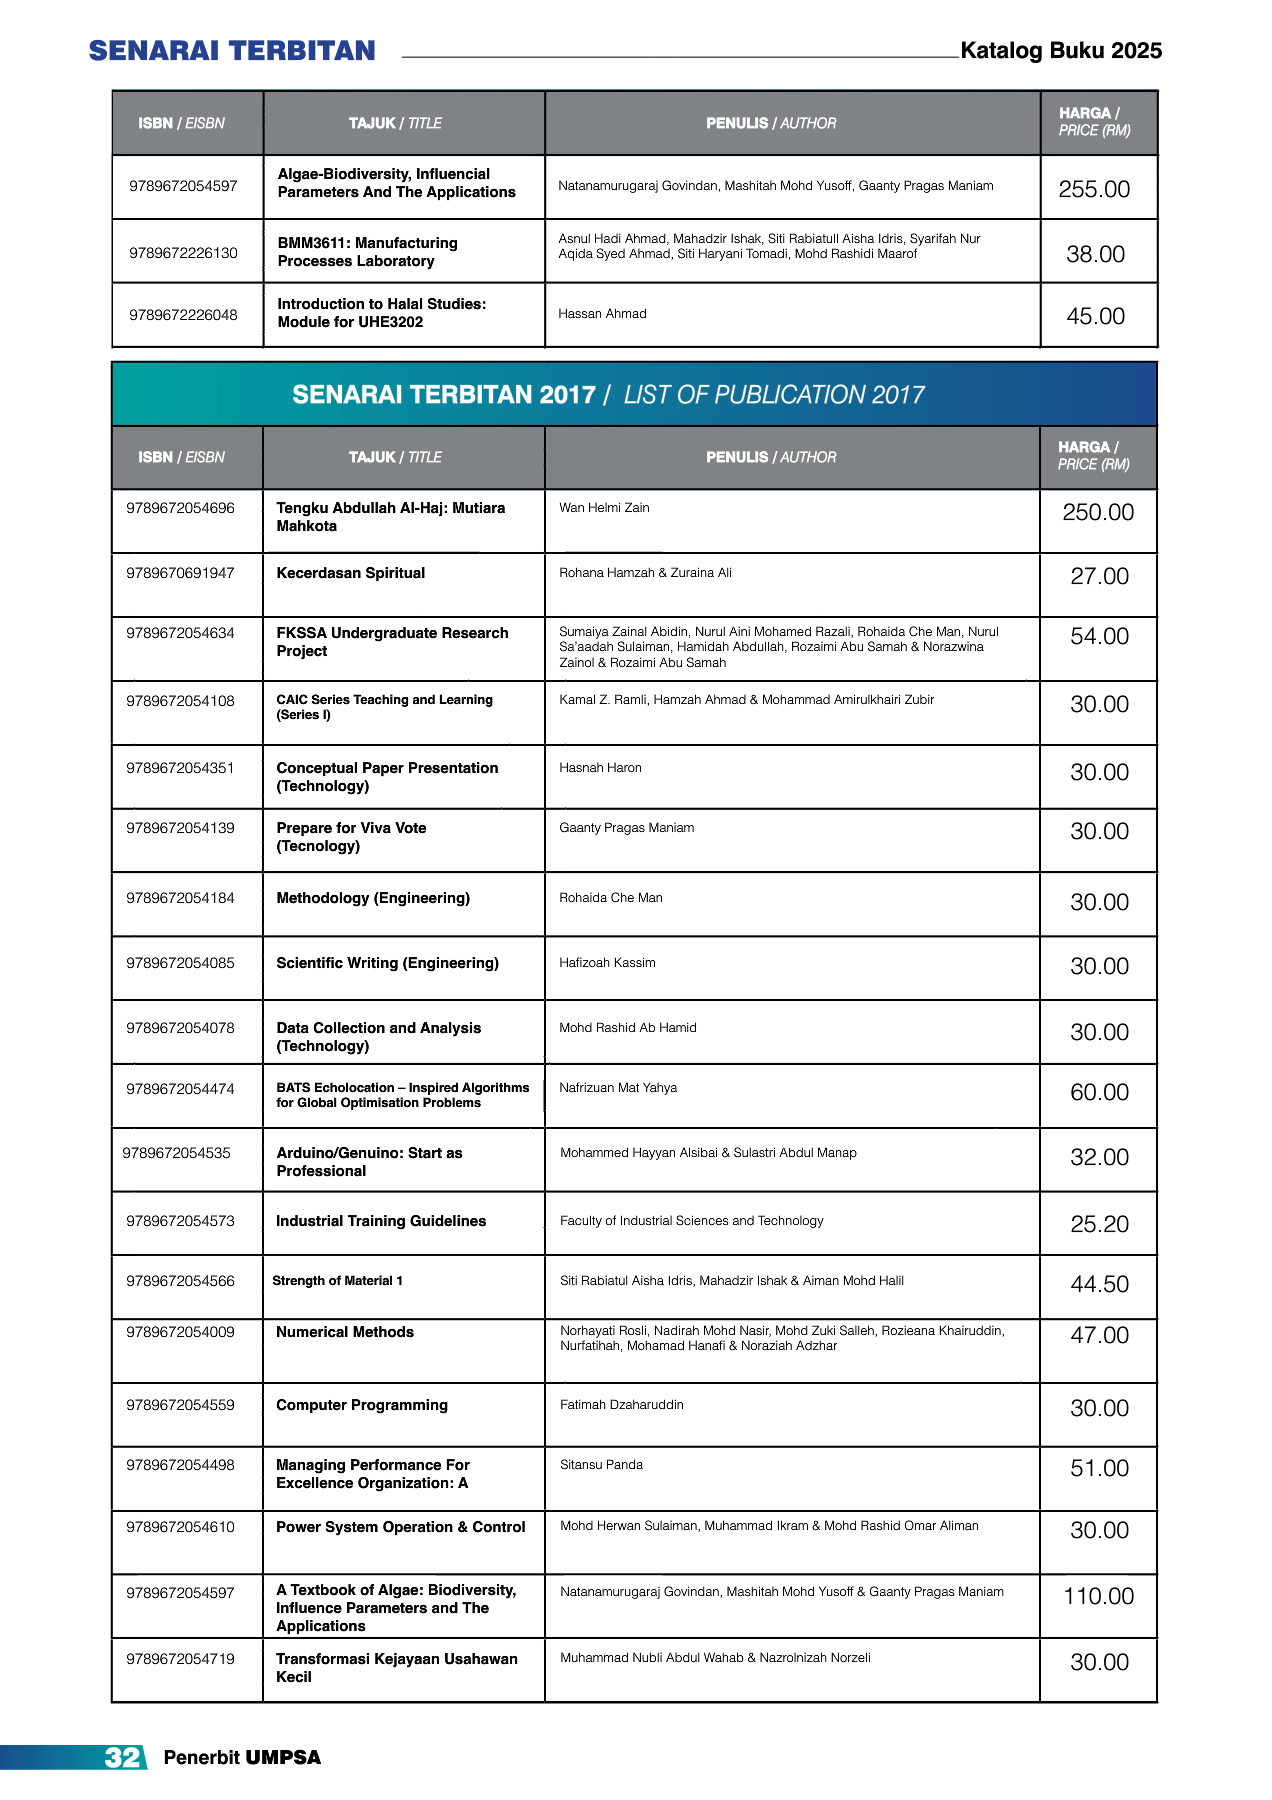 SENARAI TERBITAN
Katalog Buku 2025
ISBN / EISBN
TAJUK / TITLE
PENULIS / AUTHOR
HARGA /
PRICE (RM)
9789672054597
Algae-Biodiversity, Influencial
Parameters And The Applications
Natanamurugaraj Govindan, Mashitah Mohd Yusoff, Gaanty Pragas Maniam
255.00
9789672226130
BMM3611: Manufacturing
Processes Laboratory
Asnul Hadi Ahmad, Mahadzir Ishak, Siti Rabiatull Aisha Idris, Syarifah Nur
Aqida Syed Ahmad, Siti Haryani Tomadi, Mohd Rashidi Maarof
38.00
9789672226048
Introduction to Halal Studies:
Module for UHE3202
Hassan Ahmad
45.00
SENARAI TERBITAN 2017 / LIST OF PUBLICATION 2017
ISBN / EISBN
TAJUK / TITLE
PENULIS / AUTHOR
HARGA /
PRICE (RM)
9789672054696
Tengku Abdullah Al-Haj: Mutiara
Mahkota
Wan Helmi Zain
250.00
9789670691947
Kecerdasan Spiritual
Rohana Hamzah & Zuraina Ali
27.00
9789672054634
FKSSA Undergraduate Research
Project
Sumaiya Zainal Abidin, Nurul Aini Mohamed Razali, Rohaida Che Man, Nurul
Sa'aadah Sulaiman, Hamidah Abdullah, Rozaimi Abu Samah & Norazwina
Zainol & Rozaimi Abu Samah
54.00
9789672054108
CAIC Series Teaching and Learning
(Series I)
Kamal Z. Ramli, Hamzah Ahmad & Mohammad Amirulkhairi Zubir
30.00
9789672054351
Conceptual Paper Presentation
(Technology)
Hasnah Haron
30.00
9789672054139
Prepare for Viva Vote
(Tecnology)
Gaanty Pragas Maniam
30.00
9789672054184
Methodology (Engineering)
Rohaida Che Man
30.00
9789672054085
Scientific Writing (Engineering)
Hafizoah Kassim
30.00
9789672054078
Data Collection and Analysis
(Technology)
Mohd Rashid Ab Hamid
30.00
9789672054474
BATS Echolocation – Inspired Algorithms
for Global Optimisation Problems
Nafrizuan Mat Yahya
60.00
9789672054535
Arduino/Genuino: Start as
Professional
Mohammed Hayyan Alsibai & Sulastri Abdul Manap
32.00
9789672054573
Industrial Training Guidelines
Faculty of Industrial Sciences and Technology
25.20
9789672054566
Strength of Material 1
Siti Rabiatul Aisha Idris, Mahadzir Ishak & Aiman Mohd Halil
44.50
9789672054009
Numerical Methods
Norhayati Rosli, Nadirah Mohd Nasir, Mohd Zuki Salleh, Rozieana Khairuddin,
Nurfatihah, Mohamad Hanafi & Noraziah Adzhar
47.00
9789672054559
Computer Programming
Fatimah Dzaharuddin
30.00
9789672054498
Managing Performance For
Excellence Organization: A
Sitansu Panda
51.00
9789672054610
Power System Operation & Control
Mohd Herwan Sulaiman, Muhammad Ikram & Mohd Rashid Omar Aliman
30.00
9789672054597
A Textbook of Algae: Biodiversity,
Influence Parameters and The
Applications
Natanamurugaraj Govindan, Mashitah Mohd Yusoff & Gaanty Pragas Maniam
110.00
9789672054719
Transformasi Kejayaan Usahawan
Kecil
Muhammad Nubli Abdul Wahab & Nazrolnizah Norzeli
30.00
32
Penerbit UMPSA